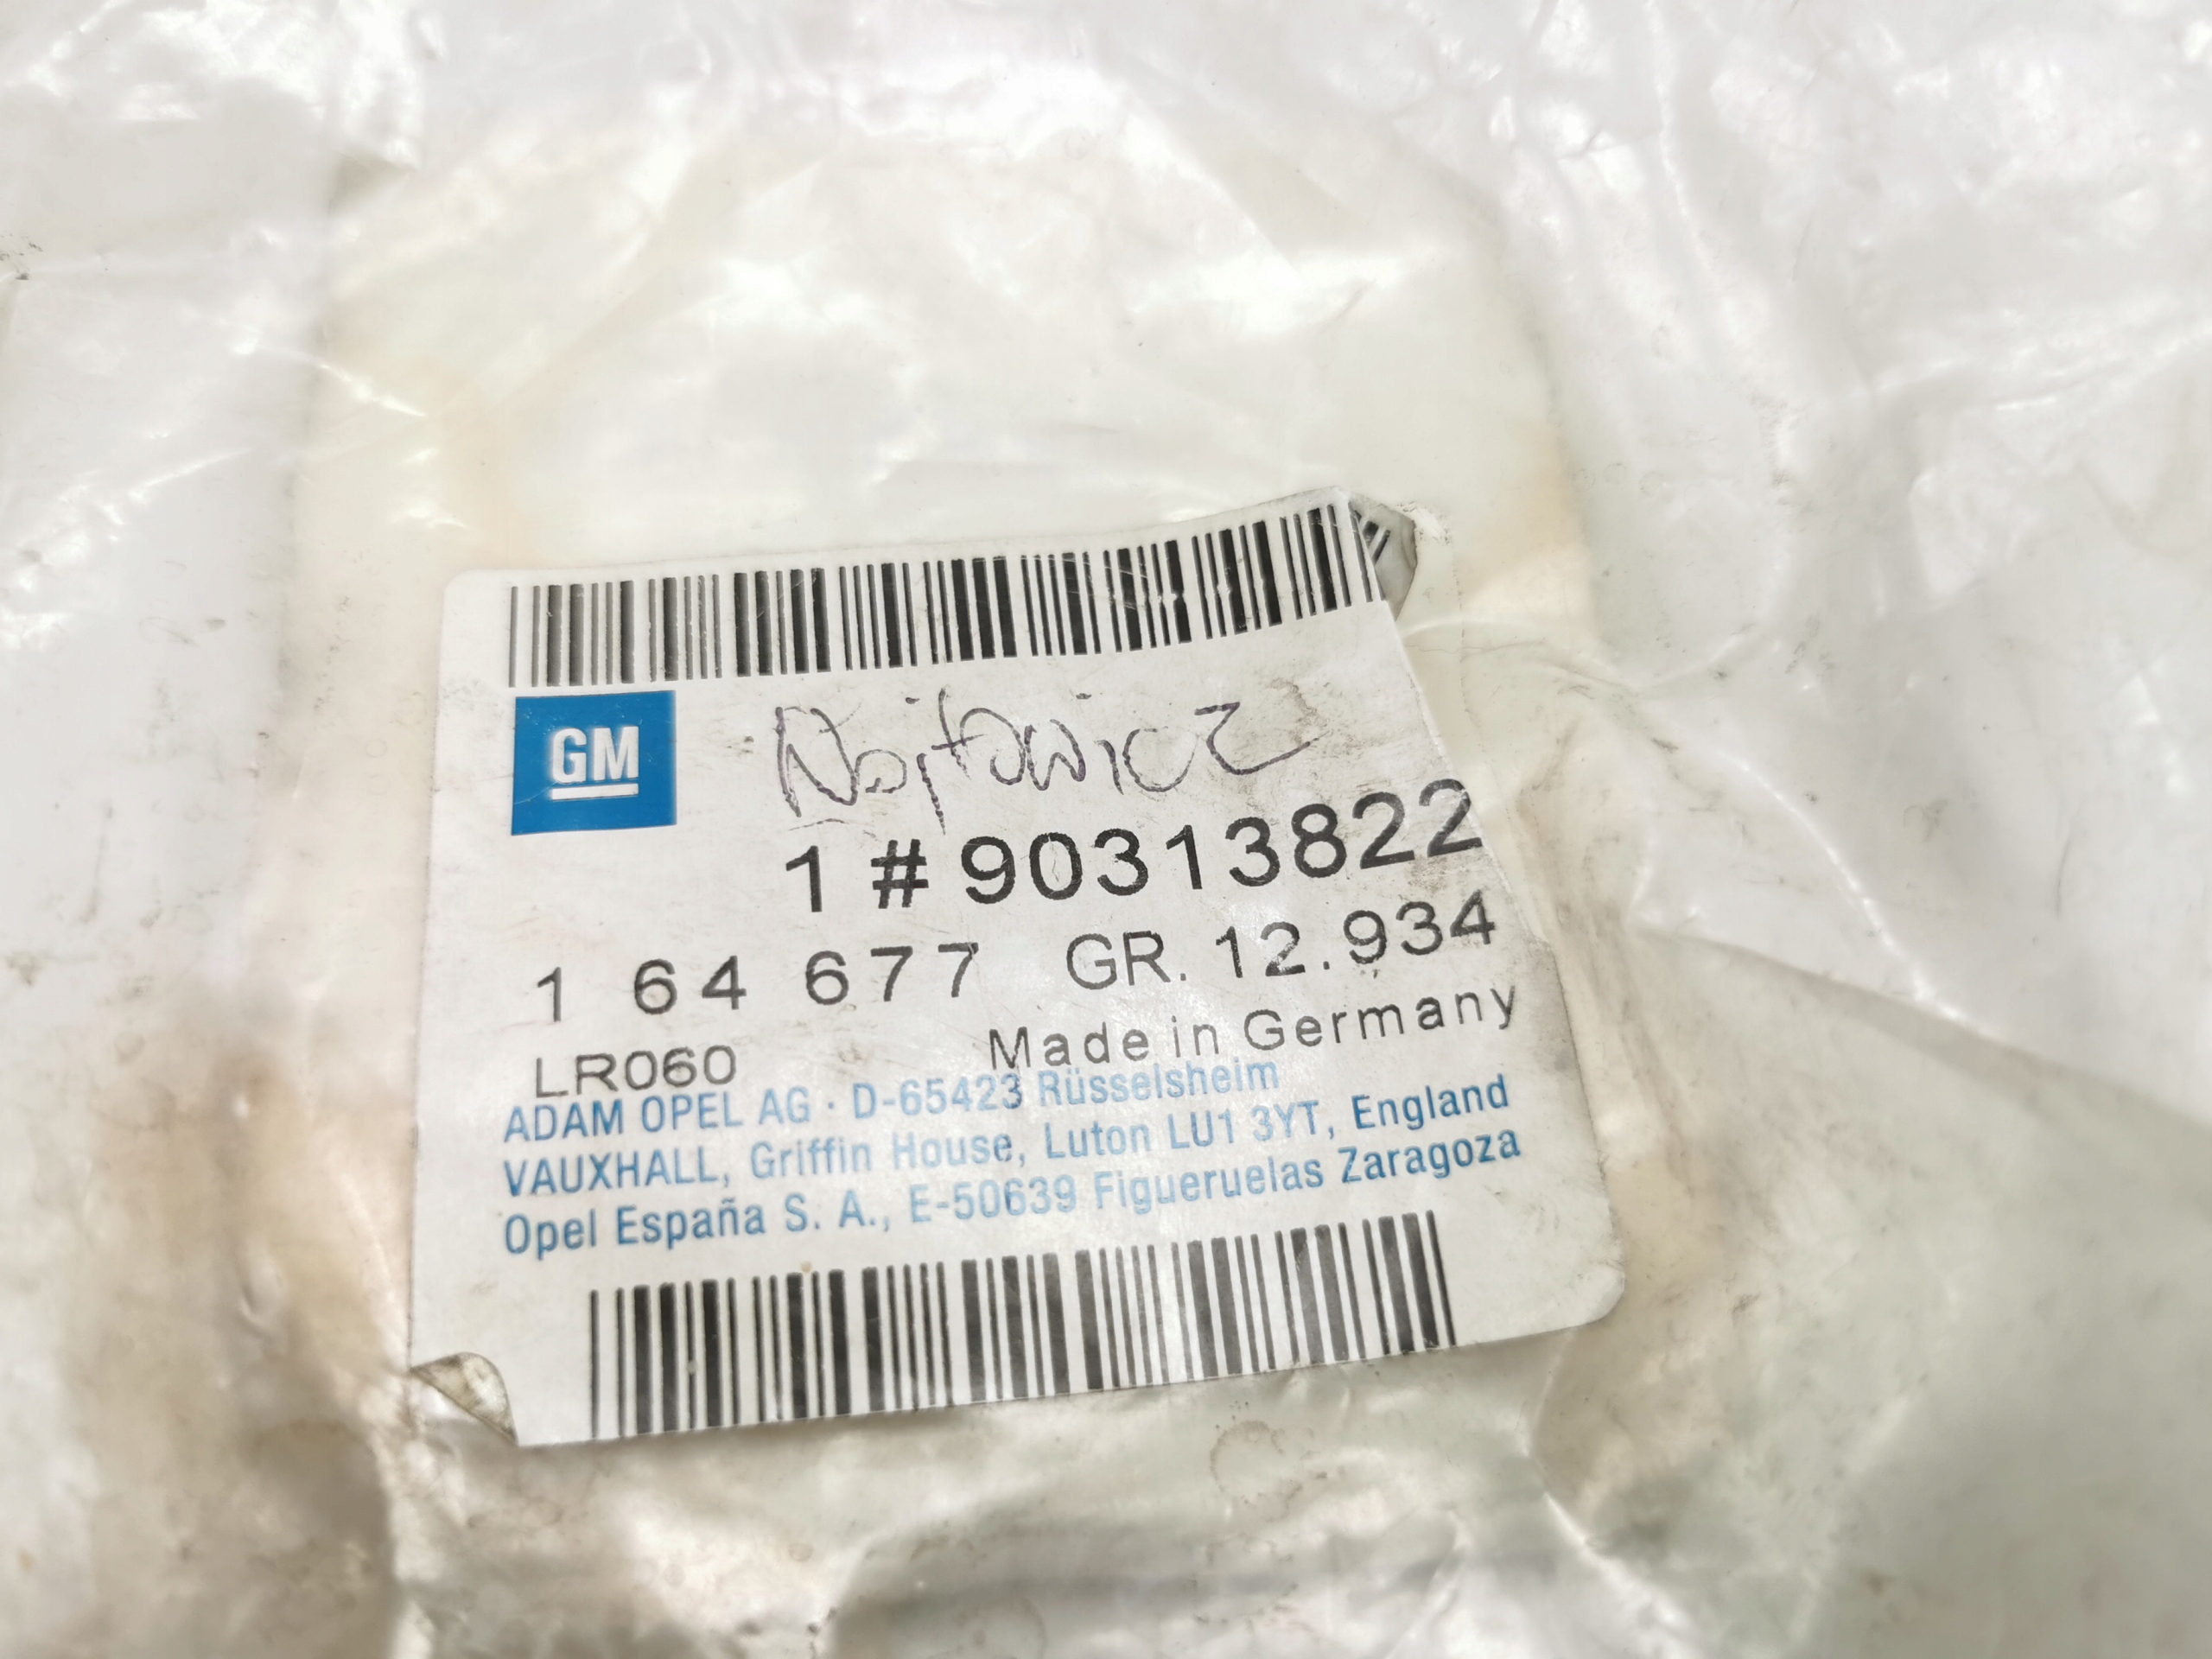 GM
Wojtowicz
1 # 90313822
1 64 677 GR. 12.934
LR060 Made in Germany
ADAM OPEL AG · D-65423 Rüsselsheim
VAUXHALL, Griffin House, Luton LU1 3YT, England
Opel España S. A., E-50639 Figueruelas Zaragoza